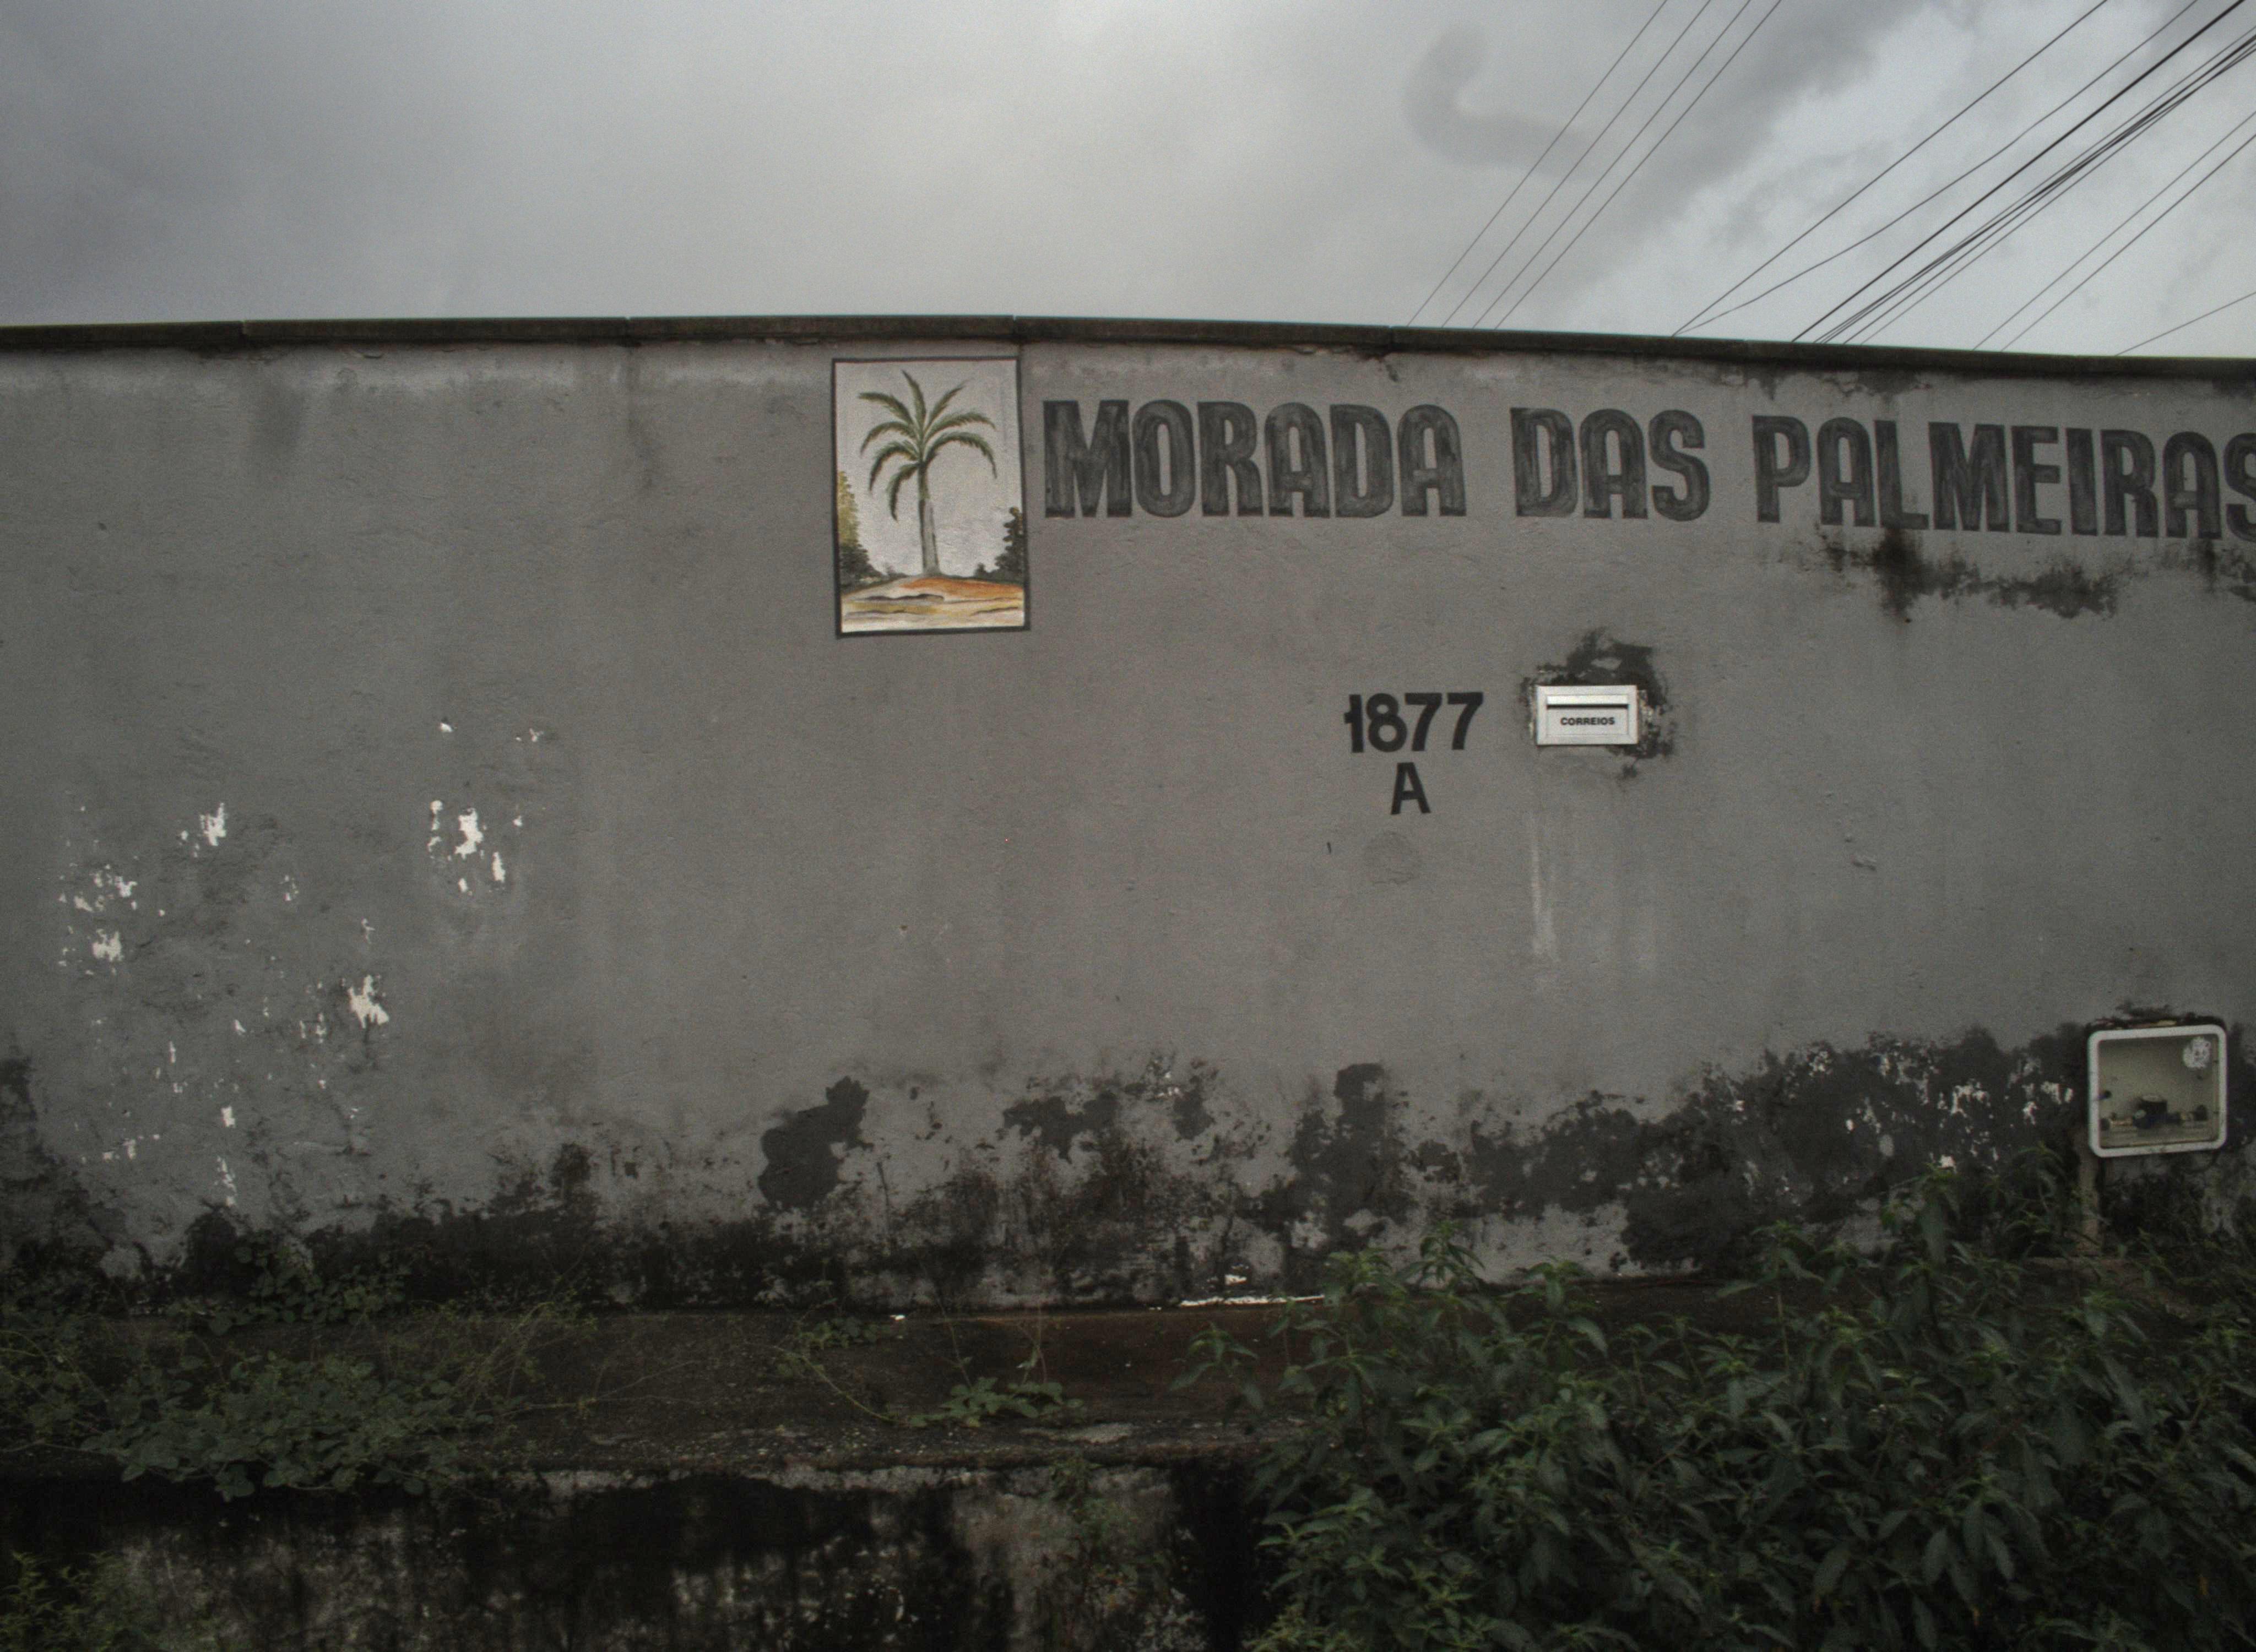 MORADA DAS PALMEIRAS
1877
CORREIOS
A